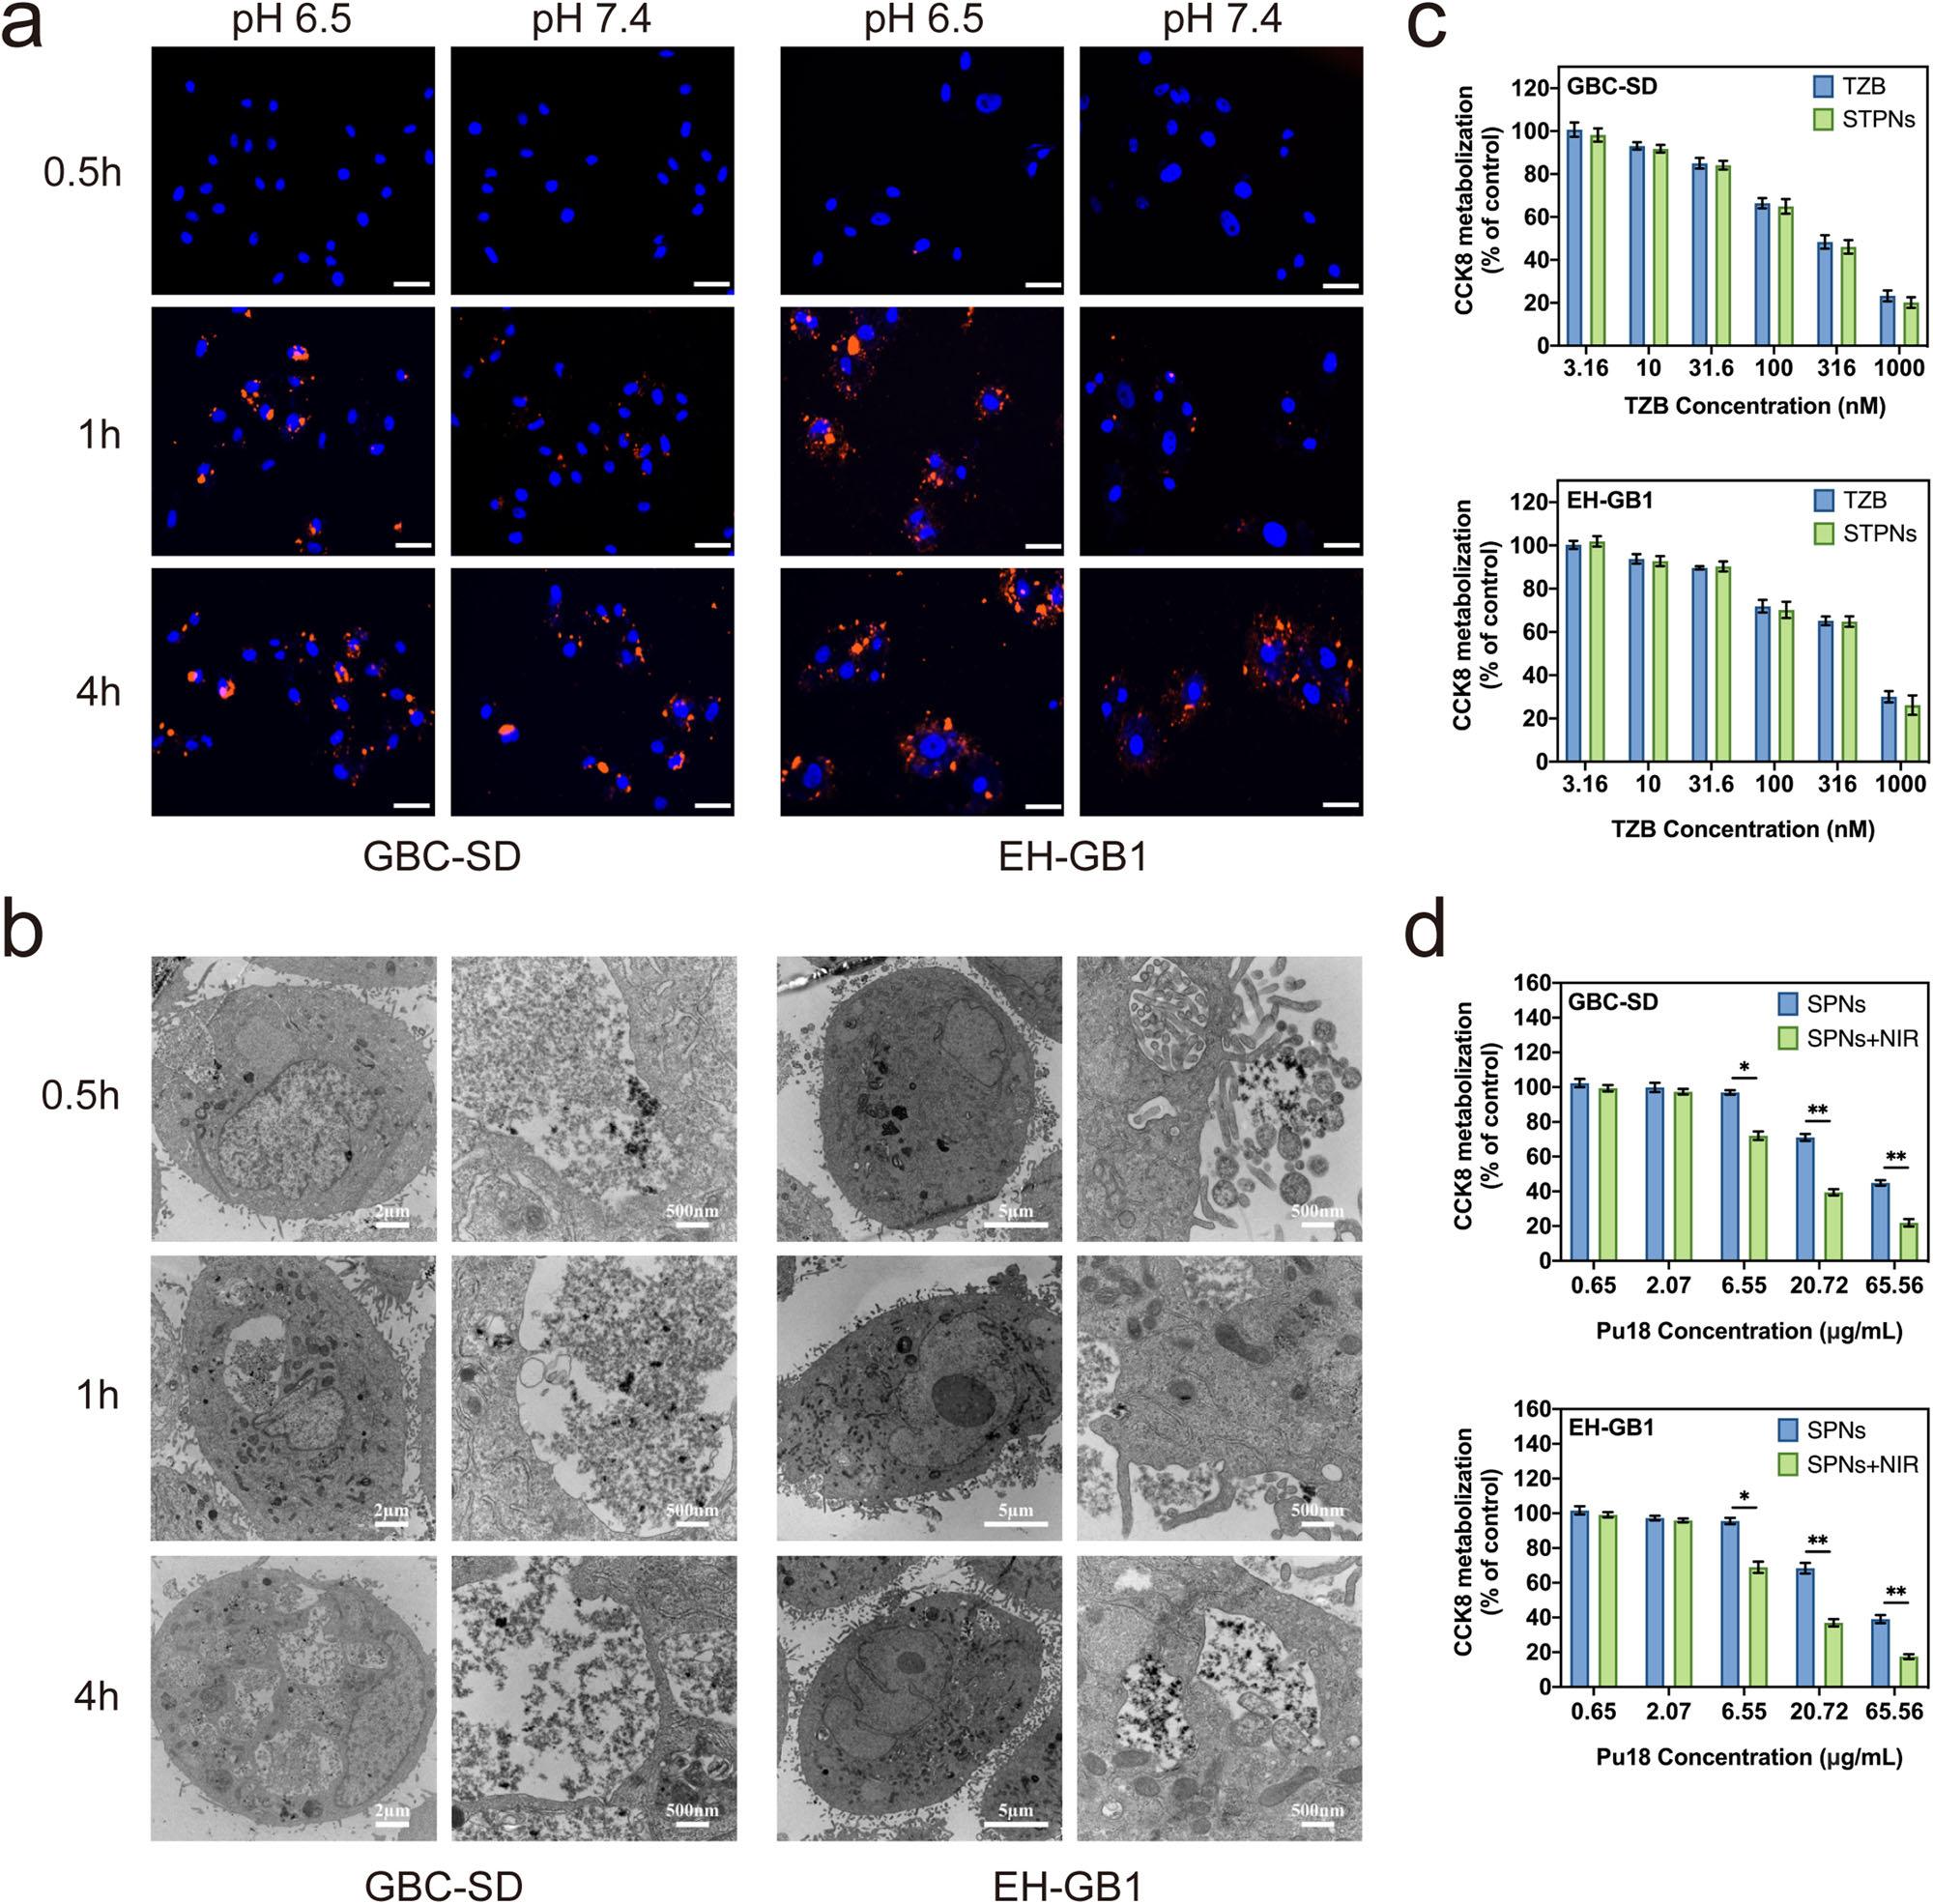 a
pH 6.5
pH 7.4
pH 6.5
pH 7.4
0.5h
1h
4h
GBC-SD
EH-GB1
b
0.5h
2μm
500nm
5μm
500nm
1h
2μm
500nm
5μm
500nm
4h
2μm
500nm
5μm
500nm
GBC-SD
EH-GB1
c
CCK8 metabolization
(% of control)
120
100
80
60
40
20
0
GBC-SD
TZB
STPNs
3.16 10 31.6 100 316 1000
TZB Concentration (nM)
CCK8 metabolization
(% of control)
120
100
80
60
40
20
0
EH-GB1
TZB
STPNs
3.16 10 31.6 100 316 1000
TZB Concentration (nM)
d
CCK8 metabolization
(% of control)
160
140
120
100
80
60
40
20
0
GBC-SD
SPNs
SPNs+NIR
*
**
**
0.65 2.07 6.55 20.72 65.56
Pu18 Concentration (μg/mL)
CCK8 metabolization
(% of control)
160
140
120
100
80
60
40
20
0
EH-GB1
SPNs
SPNs+NIR
*
**
**
0.65 2.07 6.55 20.72 65.56
Pu18 Concentration (μg/mL)